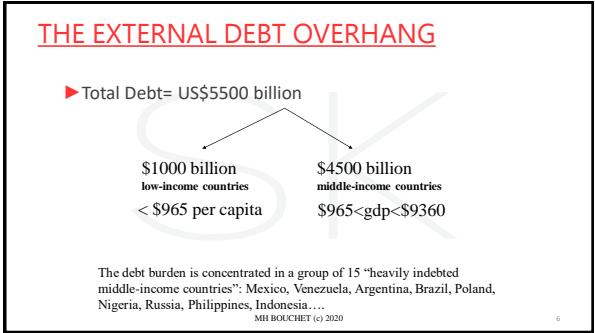 THE EXTERNAL DEBT OVERHANG
►Total Debt= US$5500 billion
$1000 billion
low-income countries
< $965 per capita
$4500 billion
middle-income countries
$965<gdp<$9360
The debt burden is concentrated in a group of 15 “heavily indebted
middle-income countries”: Mexico, Venezuela, Argentina, Brazil, Poland,
Nigeria, Russia, Philippines, Indonesia….
MH BOUCHET (c) 2020
6
SK